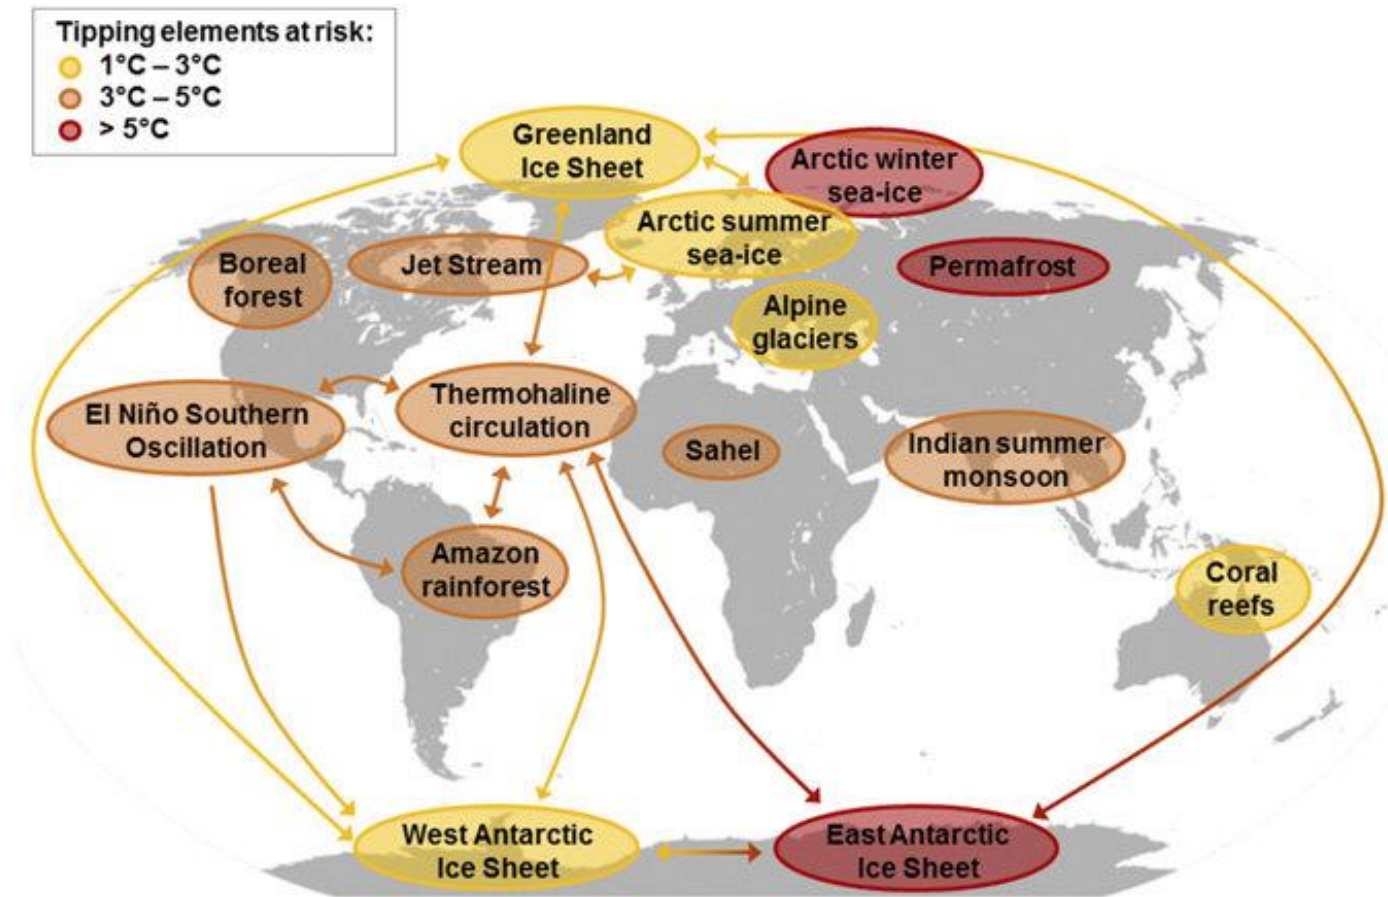 Tipping elements at risk:
1°C – 3°C
3°C – 5°C
> 5°C
Greenland
Ice Sheet
Arctic winter
sea-ice
Arctic summer
sea-ice
Boreal
forest
Jet Stream
Permafrost
Alpine
glaciers
El Niño Southern
Oscillation
Thermohaline
circulation
Sahel
Indian summer
monsoon
Amazon
rainforest
Coral
reefs
West Antarctic
Ice Sheet
East Antarctic
Ice Sheet